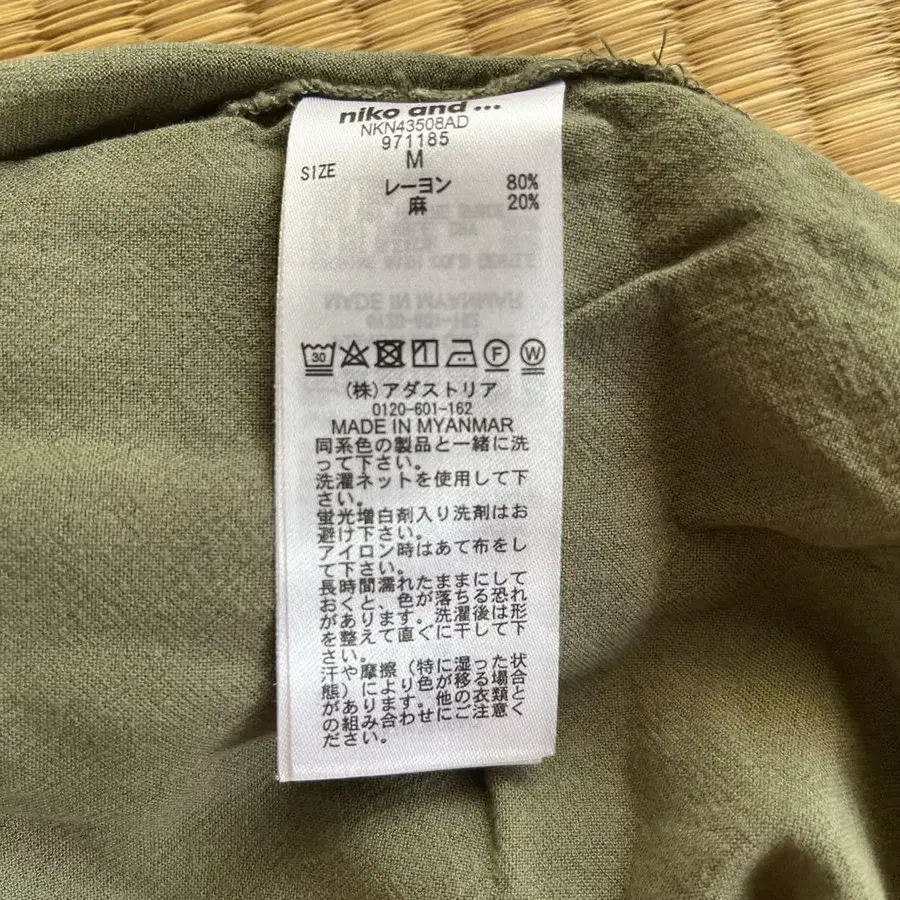 niko and ...
NKN43508AD
971185
SIZE M
レーヨン 80%
麻 20%
30 F W
(株)アダストリア
0120-601-162
MADE IN MYANMAR
同系色の製品と一緒に洗
って下さい。
洗濯ネットを使用して下
さい。
蛍光増白剤入り洗剤はお
避け下さい。
アイロン時はあて布をし
て下さい。
長時間濡れたままにして
おくと、色が落ちる恐れ
があります。洗濯後は形
を整えて直ぐに干して下
さい。
汗や摩擦(特に湿った状
態)により色が移る場合
があります。他の衣類と
の組み合わせにご注意く
ださい。